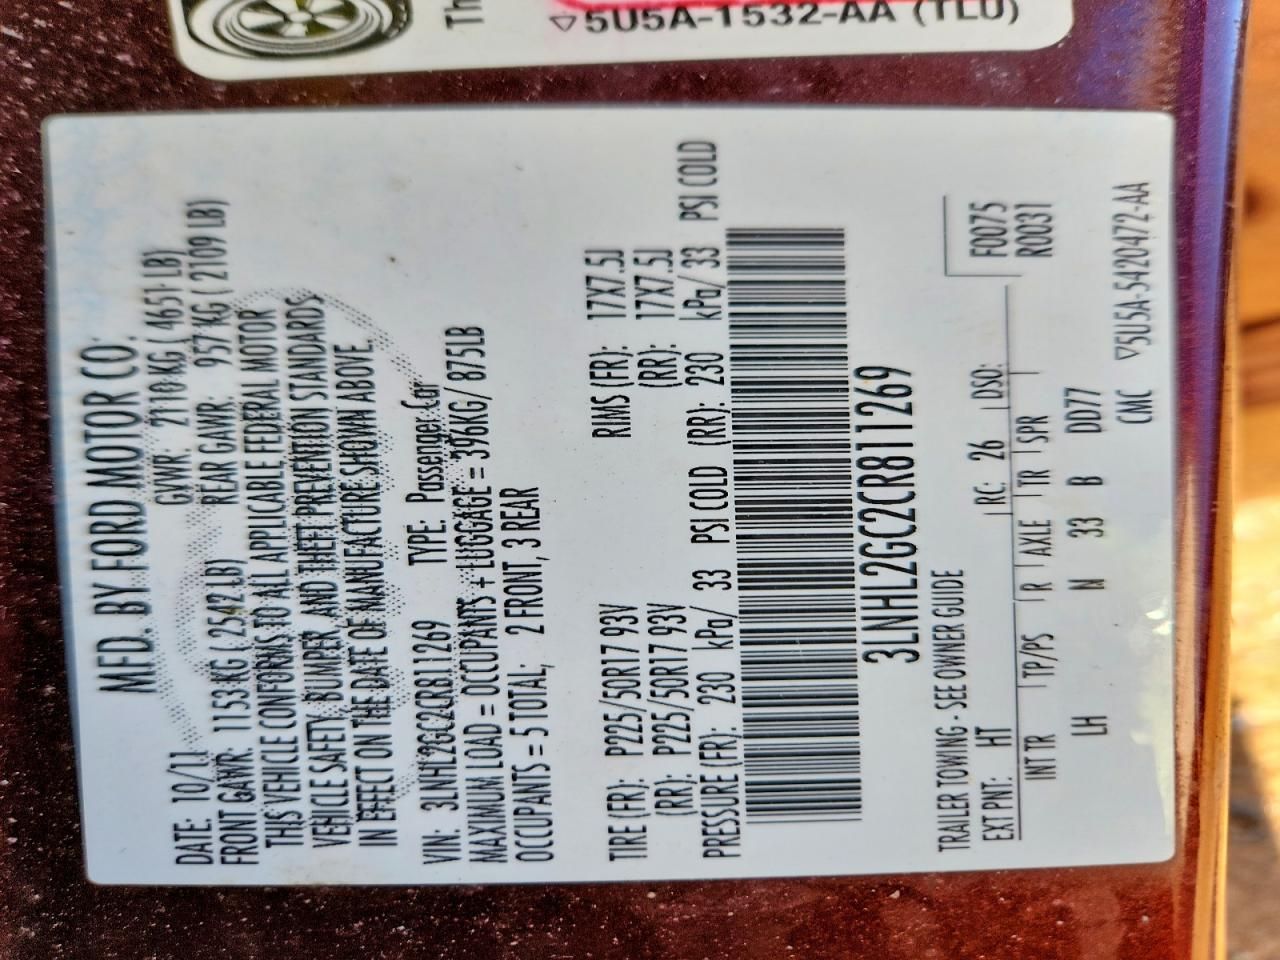 Th
▽5U5A-1532-AA (TLU)
MFD. BY FORD MOTOR CO.
DATE: 10/11 GVWR: 2110 KG ( 4651 LB)
FRONT GAWR: 1153 KG ( 2542 LB) REAR GAWR: 957 KG ( 2109 LB)
THIS VEHICLE CONFORMS TO ALL APPLICABLE FEDERAL MOTOR
VEHICLE SAFETY, BUMPER, AND THEFT PREVENTION STANDARDS
IN EFFECT ON THE DATE OF MANUFACTURE SHOWN ABOVE.
VIN: 3LNHL2GC2CR811269 TYPE: Passenger Car
MAXIMUM LOAD = OCCUPANTS + LUGGAGE = 396KG/ 875LB
OCCUPANTS = 5 TOTAL; 2 FRONT, 3 REAR
TIRE (FR): P225/50R17 93V RIMS (FR): 17X7.5J
(RR): P225/50R17 93V (RR): 17X7.5J
PRESSURE (FR): 230 kPa/ 33 PSI COLD (RR): 230 kPa/ 33 PSI COLD
3LNHL2GC2CR811269
TRAILER TOWING - SEE OWNER GUIDE
F0075
EXT PNT: HT RC: 26 DSO: R0031
INT TR TP/PS R AXLE TR SPR
LH N 33 B DD77
CMC ▽5U5A-5420472-AA